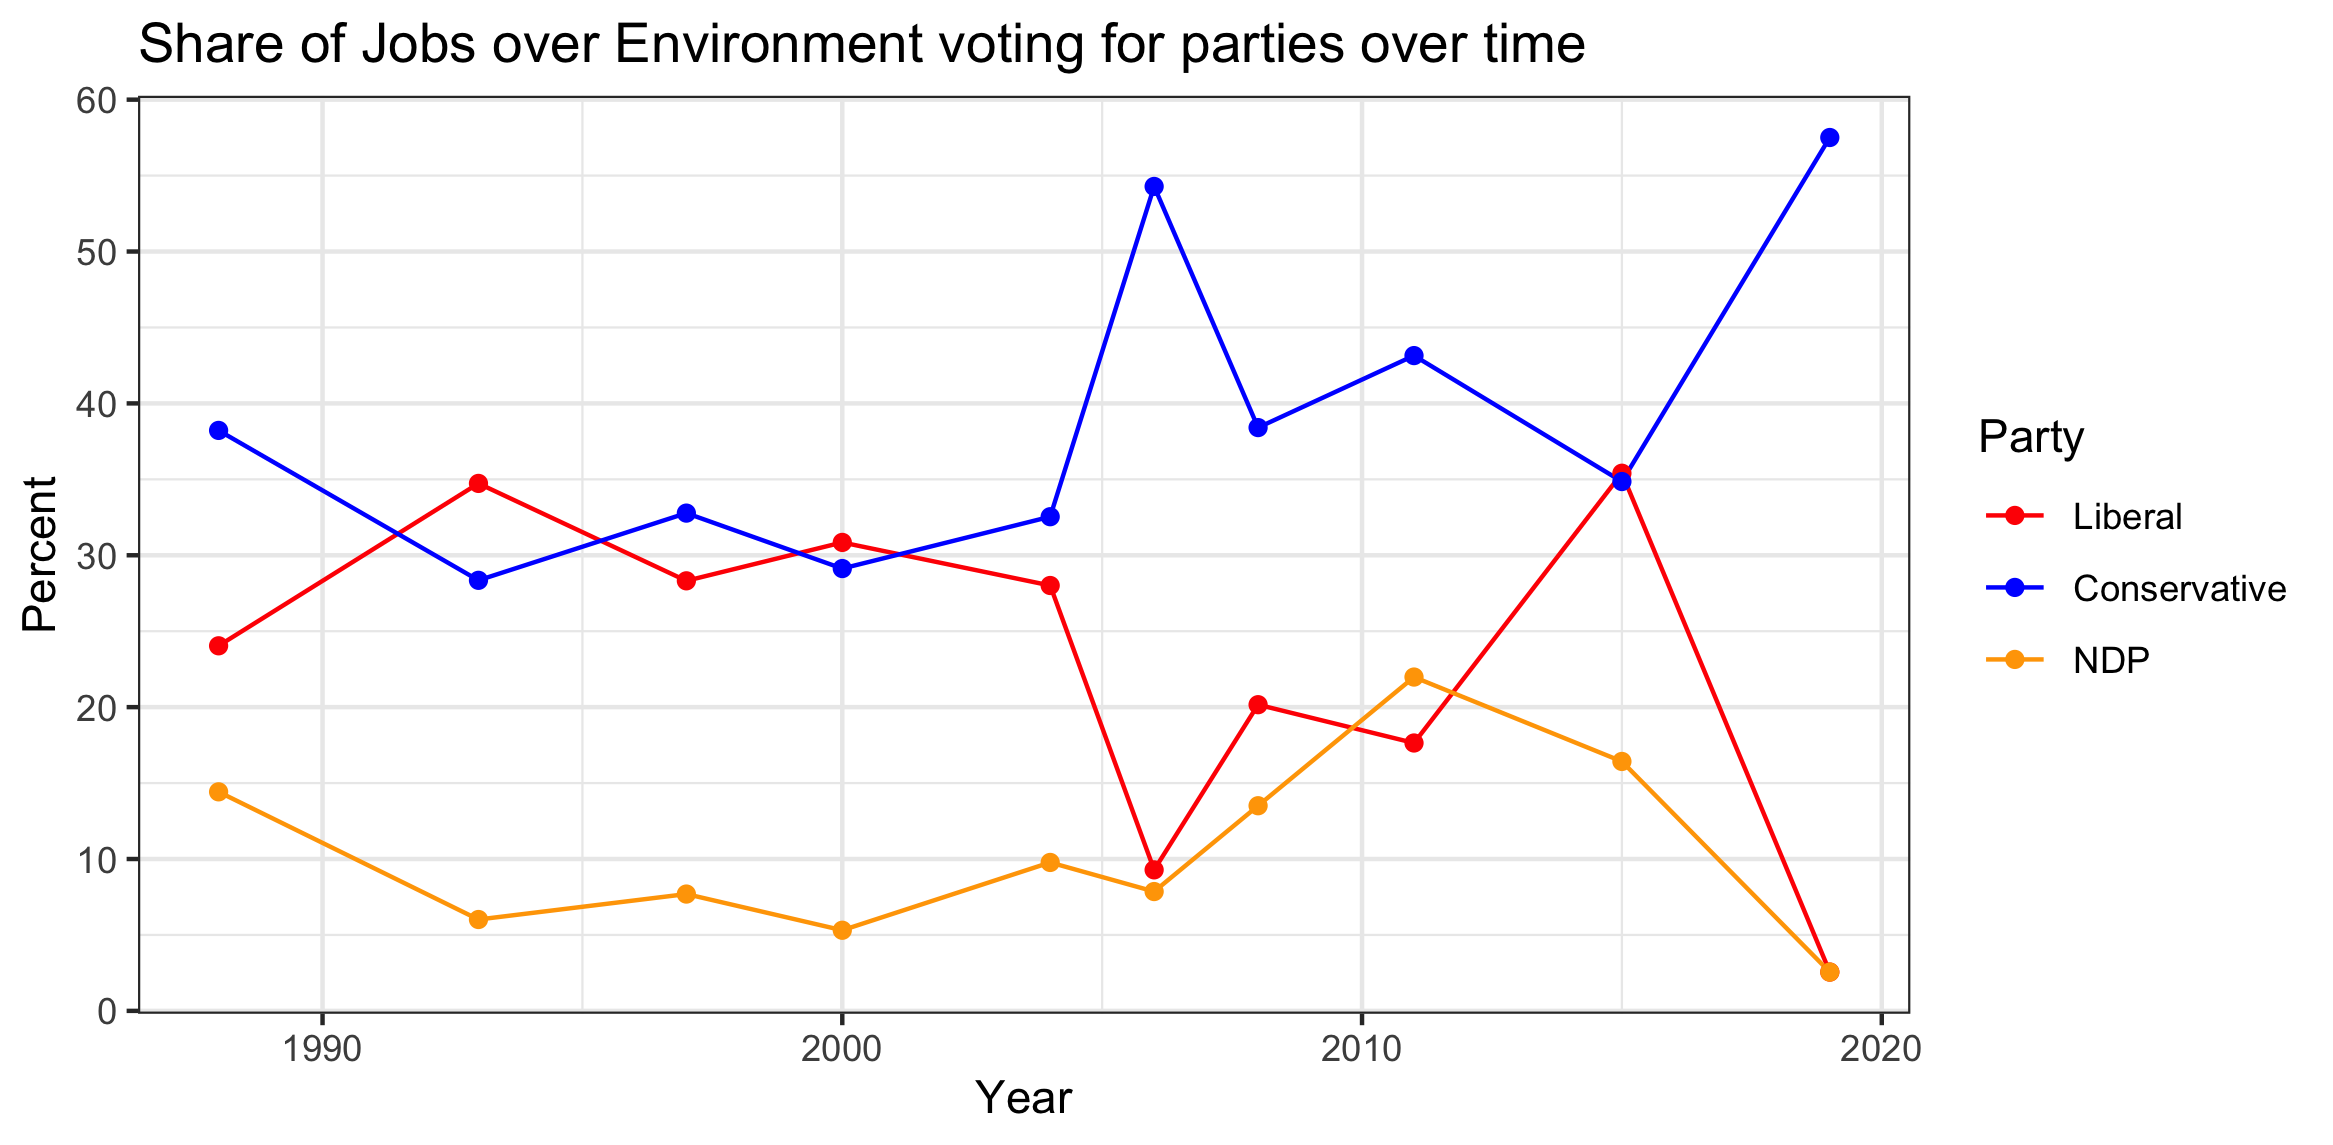 Share of Jobs over Environment voting for parties over time
60
50
40
30
20
10
0
Percent
1990
2000
2010
2020
Year
Party
Liberal
Conservative
NDP